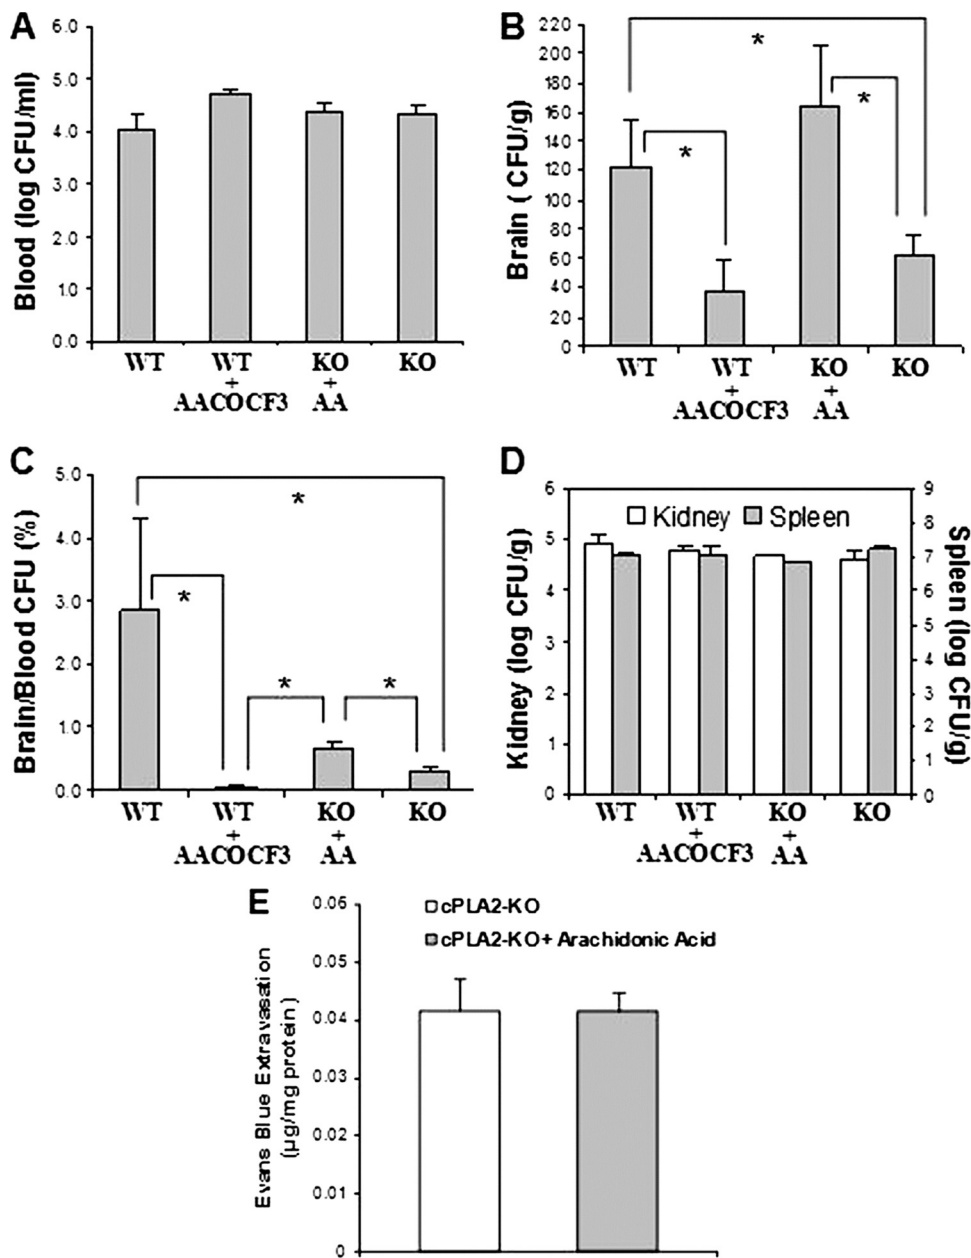 A
Blood (log CFU/ml)
6.0
5.0
4.0
3.0
2.0
1.0
0.0
WT
WT
+
AACOCF3
KO
+
AA
KO
B
Brain ( CFU/g)
220
200
180
160
140
120
100
80
60
40
20
0
*
*
*
WT
WT
+
AACOCF3
KO
+
AA
KO
C
Brain/Blood CFU (%)
5.0
4.0
3.0
2.0
1.0
0.0
*
*
*
*
WT
WT
+
AACOCF3
KO
+
AA
KO
D
Kidney (log CFU/g)
6
5
4
3
2
1
0
Kidney
Spleen
9
8
7
6
5
4
3
2
1
0
Spleen (log CFU/g)
WT
WT
+
AACOCF3
KO
+
AA
KO
E
Evans Blue Extravasation
(µg/mg protein)
0.06
0.05
0.04
0.03
0.02
0.01
0
cPLA2-KO
cPLA2-KO+ Arachidonic Acid